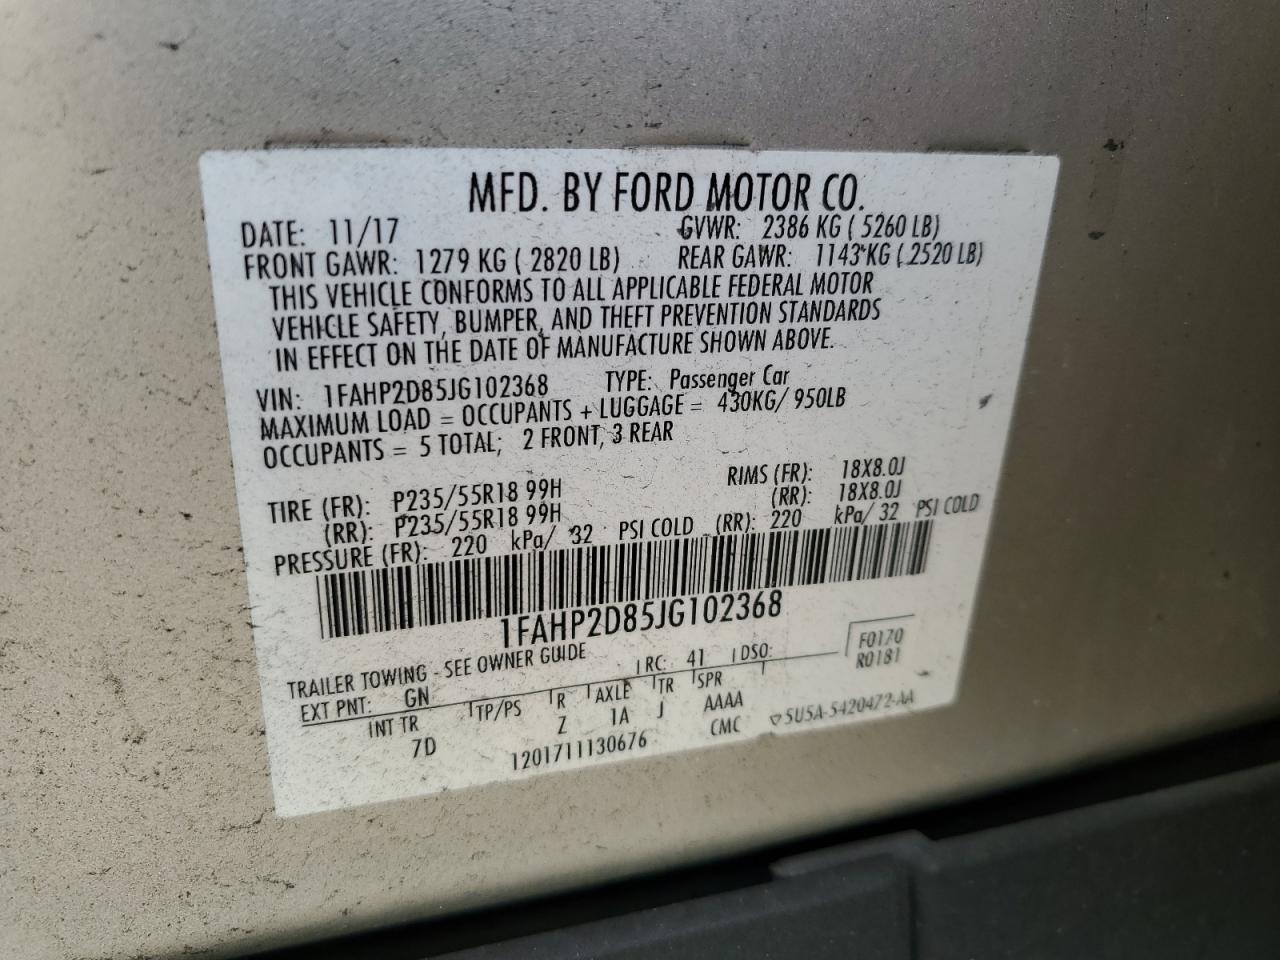 MFD. BY FORD MOTOR CO.
DATE: 11/17 GVWR: 2386 KG ( 5260 LB)
FRONT GAWR: 1279 KG ( 2820 LB) REAR GAWR: 1143 KG ( 2520 LB)
THIS VEHICLE CONFORMS TO ALL APPLICABLE FEDERAL MOTOR
VEHICLE SAFETY, BUMPER, AND THEFT PREVENTION STANDARDS
IN EFFECT ON THE DATE OF MANUFACTURE SHOWN ABOVE.
VIN: 1FAHP2D85JG102368 TYPE: Passenger Car
MAXIMUM LOAD = OCCUPANTS + LUGGAGE = 430KG/ 950LB
OCCUPANTS = 5 TOTAL; 2 FRONT, 3 REAR
TIRE (FR): P235/55R18 99H RIMS (FR): 18X8.0J
(RR): P235/55R18 99H (RR): 18X8.0J
PRESSURE (FR): 220 kPa/ 32 PSI COLD (RR): 220 kPa/ 32 PSI COLD
1FAHP2D85JG102368
TRAILER TOWING - SEE OWNER GUIDE
EXT PNT: GN RC: 41 DSO: F0170
R0181
INT TR TP/PS R AXLE TR SPR
7D Z 1A J AAAA
1201711130676 CMC 5U5A-5420472-AA